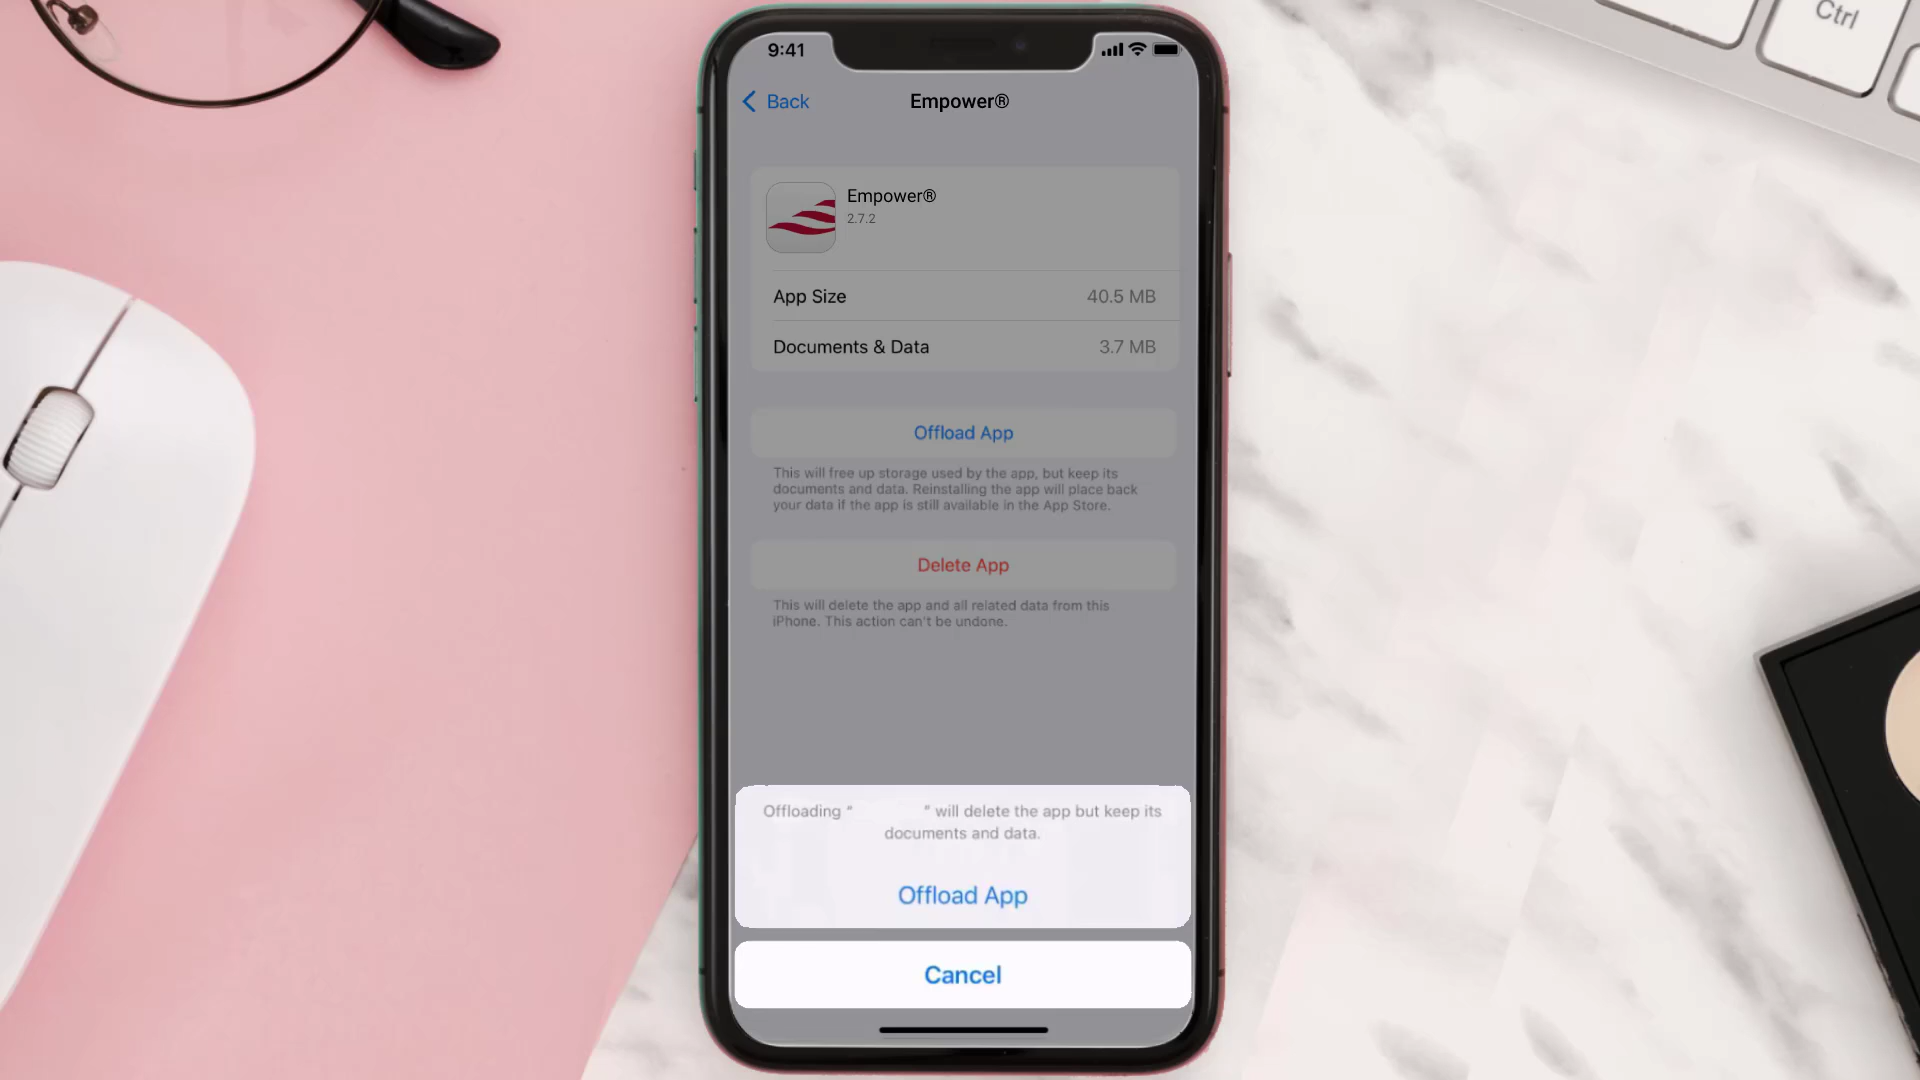 Ctrl
9:41
Back
Empower®
Empower®
2.7.2
App Size 40.5 MB
Documents & Data 3.7 MB
Offload App
This will free up storage used by the app, but keep its
documents and data. Reinstalling the app will place back
your data if the app is still available in the App Store.
Delete App
This will delete the app and all related data from this
iPhone. This action can't be undone.
Offloading “ ” will delete the app but keep its
documents and data.
Offload App
Cancel